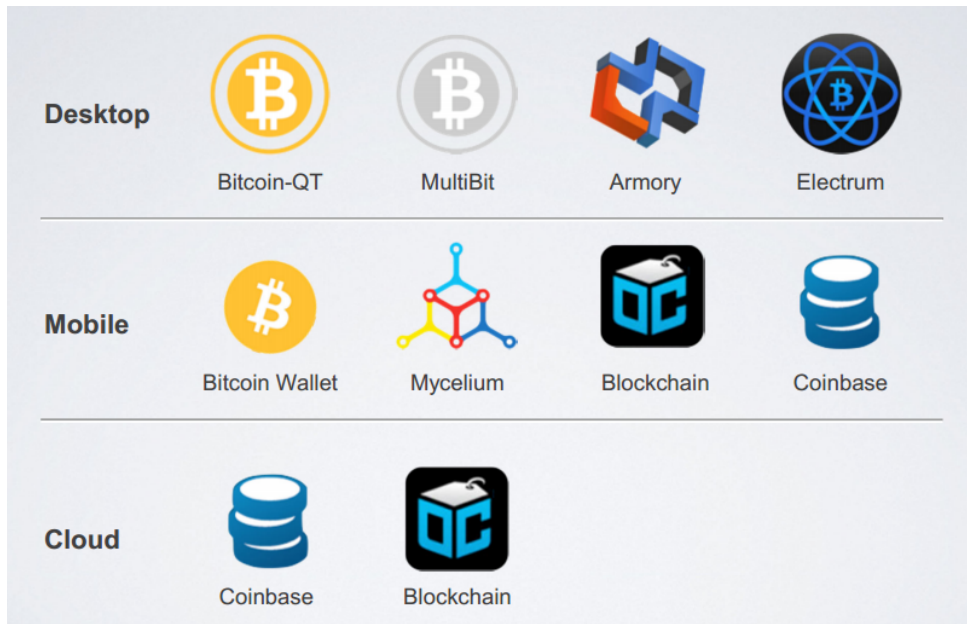 Desktop
Bitcoin-QT MultiBit Armory Electrum
Mobile
Bitcoin Wallet Mycelium Blockchain Coinbase
Cloud
Coinbase Blockchain